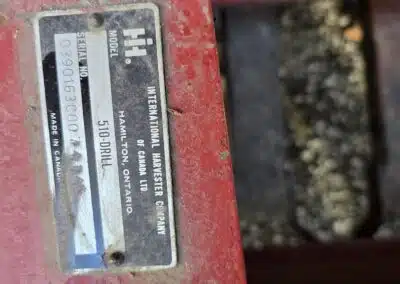 IH.
INTERNATIONAL HARVESTER COMPANY
OF CANADA LTD.
HAMILTON, ONTARIO
MODEL
510-DRILL
SERIAL NO.
MADE IN CANADA